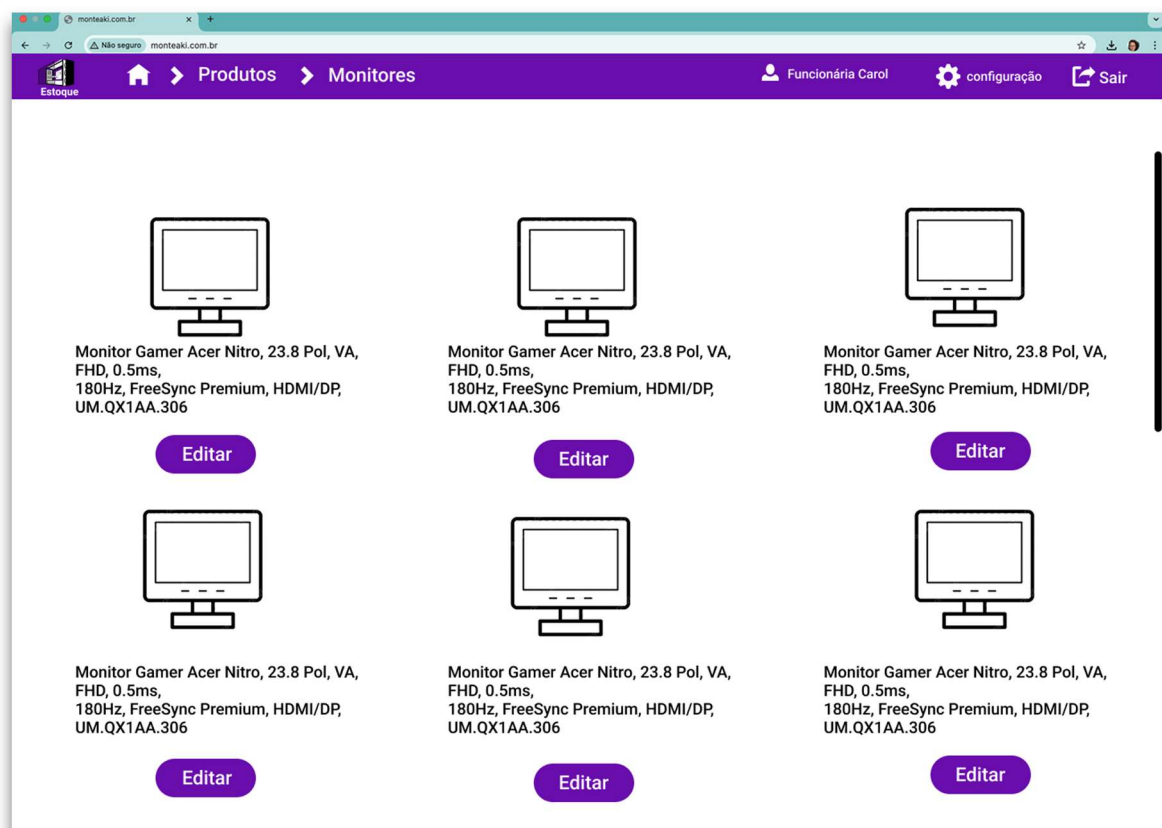 monteaki.com.br
Não seguro monteaki.com.br
Estoque
Produtos
Monitores
Funcionária Carol
configuração
Sair
Monitor Gamer Acer Nitro, 23.8 Pol, VA,
FHD, 0.5ms,
180Hz, FreeSync Premium, HDMI/DP,
UM.QX1AA.306
Editar
Monitor Gamer Acer Nitro, 23.8 Pol, VA,
FHD, 0.5ms,
180Hz, FreeSync Premium, HDMI/DP,
UM.QX1AA.306
Editar
Monitor Gamer Acer Nitro, 23.8 Pol, VA,
FHD, 0.5ms,
180Hz, FreeSync Premium, HDMI/DP,
UM.QX1AA.306
Editar
Monitor Gamer Acer Nitro, 23.8 Pol, VA,
FHD, 0.5ms,
180Hz, FreeSync Premium, HDMI/DP,
UM.QX1AA.306
Editar
Monitor Gamer Acer Nitro, 23.8 Pol, VA,
FHD, 0.5ms,
180Hz, FreeSync Premium, HDMI/DP,
UM.QX1AA.306
Editar
Monitor Gamer Acer Nitro, 23.8 Pol, VA,
FHD, 0.5ms,
180Hz, FreeSync Premium, HDMI/DP,
UM.QX1AA.306
Editar